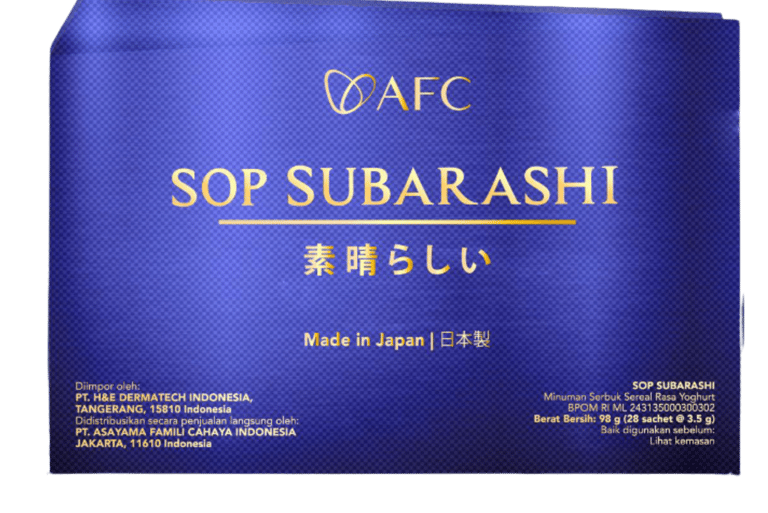 AFC
SOP SUBARASHI
素晴らしい
Made in Japan | 日本製
Diimpor oleh:
PT. H&E DERMATECH INDONESIA,
TANGERANG, 15810 Indonesia
Didistribusikan secara penjualan langsung oleh:
PT. ASAYAMA FAMILI CAHAYA INDONESIA
JAKARTA, 11610 Indonesia
SOP SUBARASHI
Minuman Serbuk Sereal Rasa Yoghurt
BPOM RI ML 243135000300302
Berat Bersih: 98 g (28 sachet @ 3.5 g)
Baik digunakan sebelum:
Lihat kemasan